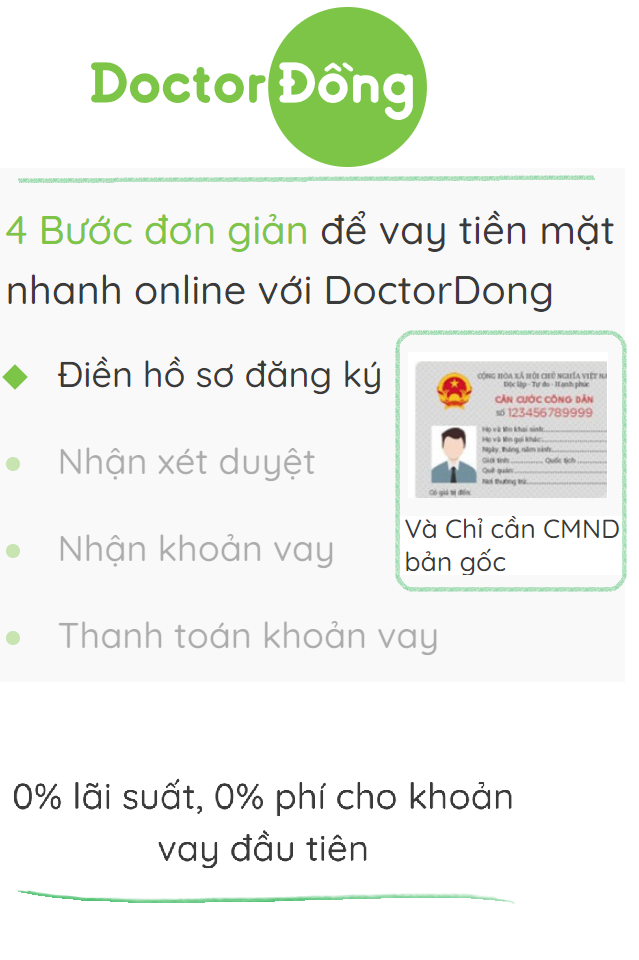 DoctorĐồng
4 Bước đơn giản để vay tiền mặt
nhanh online với DoctorDong
Điền hồ sơ đăng ký
CỘNG HÒA XÃ HỘI CHỦ NGHĨA VIỆT NA
Độc lập - Tự do - Hạnh phúc
CĂN CƯỚC CÔNG DÂN
SỐ 123456789999
Họ và tên khai sinh:
Họ và tên gọi khác:
Ngày, tháng, năm sinh:
Giới tính: Quốc tịch
Quê quán:
Nơi thường trú:
Có giá trị đến:
Và Chỉ cần CMND
bản gốc
Nhận xét duyệt
Nhận khoản vay
Thanh toán khoản vay
0% lãi suất, 0% phí cho khoản
vay đầu tiên